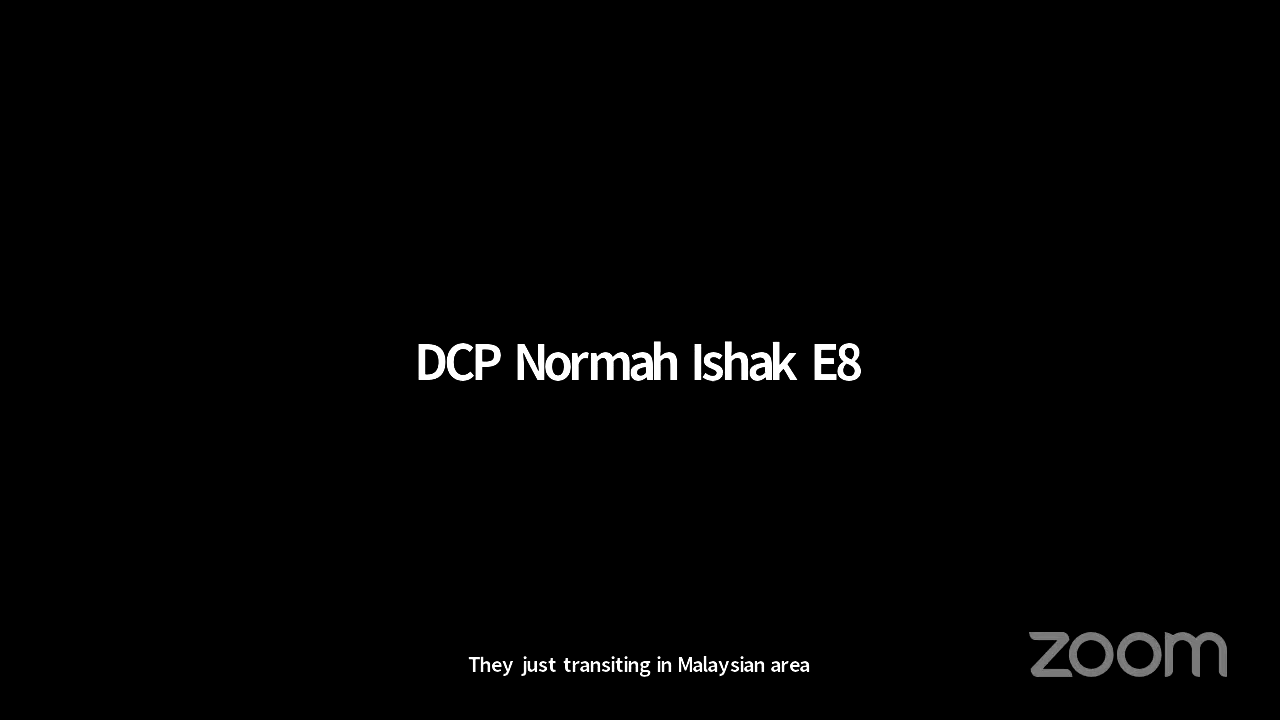 DCP Normah Ishak E8
They just transiting in Malaysian area
zoom